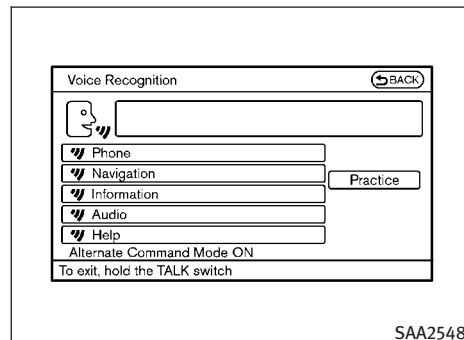 Voice Recognition
BACK
Phone
Navigation
Practice
Information
Audio
Help
Alternate Command Mode ON
To exit, hold the TALK switch
SAA2548